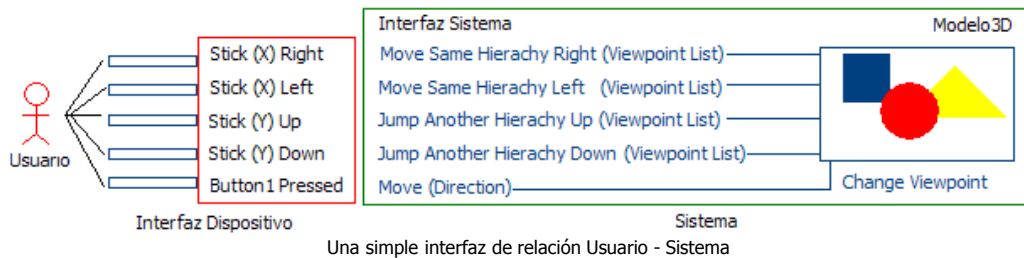 Usuario
Stick (X) Right
Stick (X) Left
Stick (Y) Up
Stick (Y) Down
Button1 Pressed
Interfaz Dispositivo
Interfaz Sistema
Modelo3D
Move Same Hierachy Right (Viewpoint List)
Move Same Hierachy Left (Viewpoint List)
Jump Another Hierachy Up (Viewpoint List)
Jump Another Hierachy Down (Viewpoint List)
Move (Direction)
Change Viewpoint
Sistema
Una simple interfaz de relación Usuario - Sistema